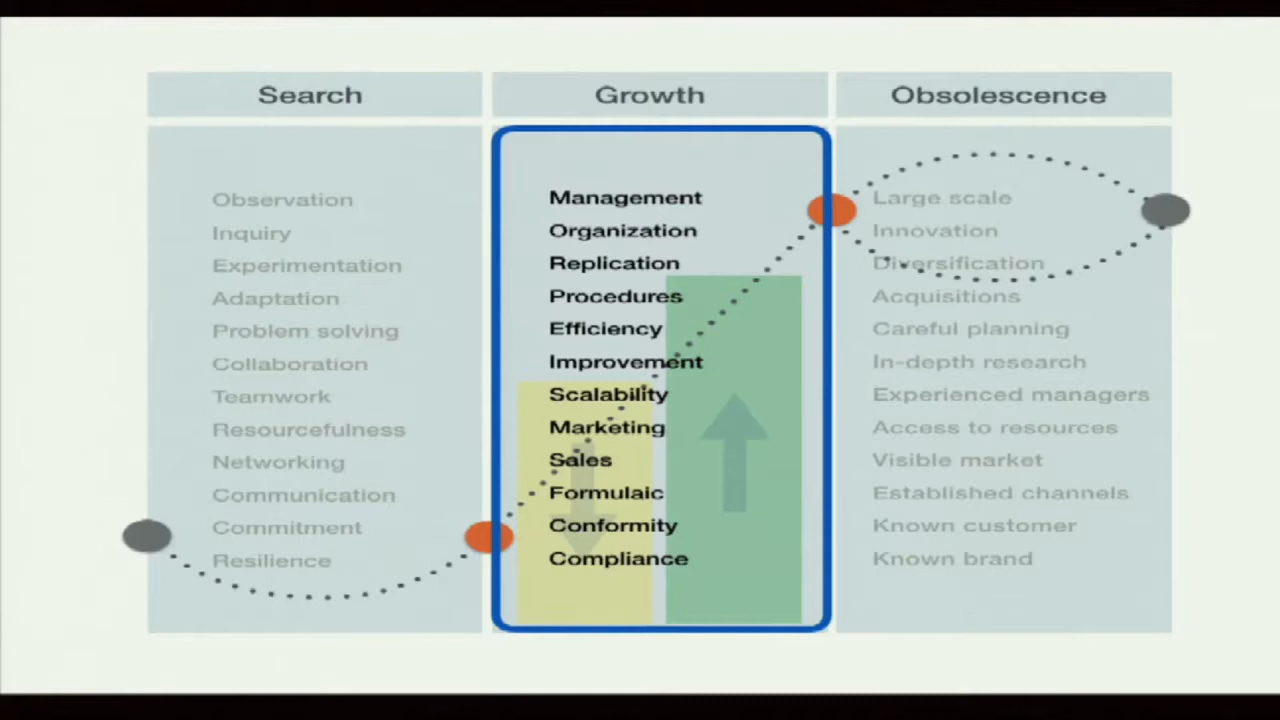 Search
Growth
Obsolescence
Observation
Inquiry
Experimentation
Adaptation
Problem solving
Collaboration
Teamwork
Resourcefulness
Networking
Communication
Commitment
Resilience
Management
Organization
Replication
Procedures
Efficiency
Improvement
Scalability
Marketing
Sales
Formulaic
Conformity
Compliance
Large scale
Innovation
Diversification
Acquisitions
Careful planning
In-depth research
Experienced managers
Access to resources
Visible market
Established channels
Known customer
Known brand